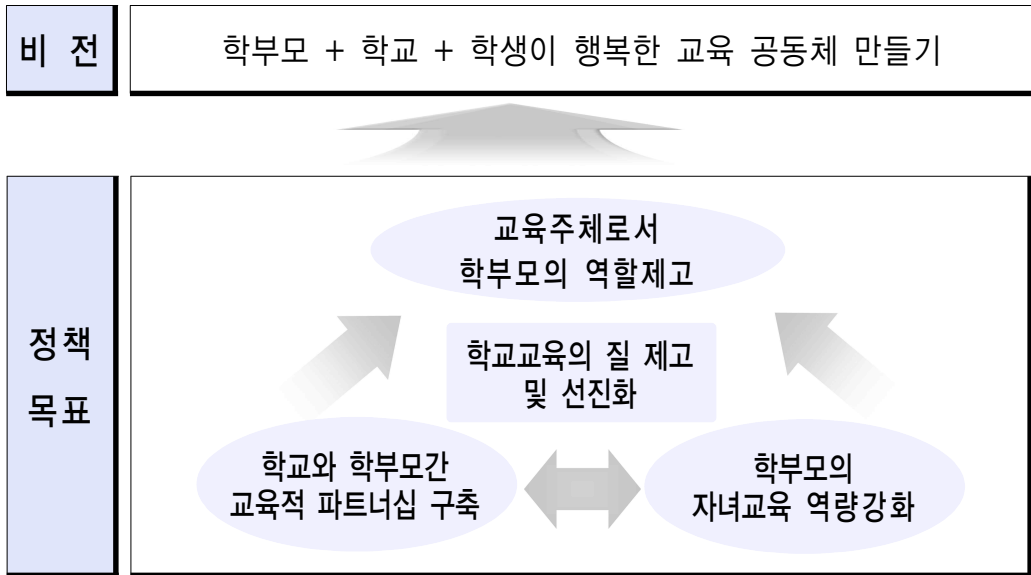 비 전
학부모 + 학교 + 학생이 행복한 교육 공동체 만들기
정책
목표
교육주체로서
학부모의 역할제고
학교교육의 질 제고
및 선진화
학교와 학부모간
교육적 파트너십 구축
학부모의
자녀교육 역량강화